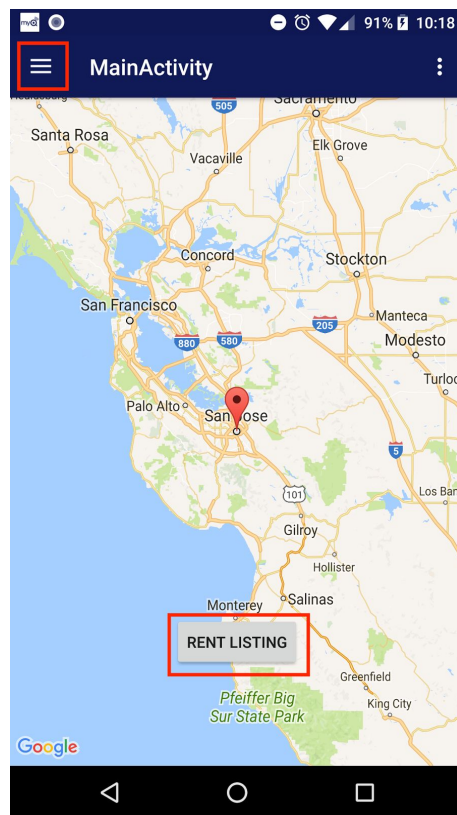 myQ
91% 10:18
MainActivity
505
Sacramento
Santa Rosa
Elk Grove
Vacaville
Concord
Stockton
San Francisco
Manteca
205
880
580
Modesto
Turloc
Palo Alto
San Jose
5
101
Los Ban
Gilroy
Hollister
Monterey
Salinas
RENT LISTING
Greenfield
Pfeiffer Big
Sur State Park
King City
Google